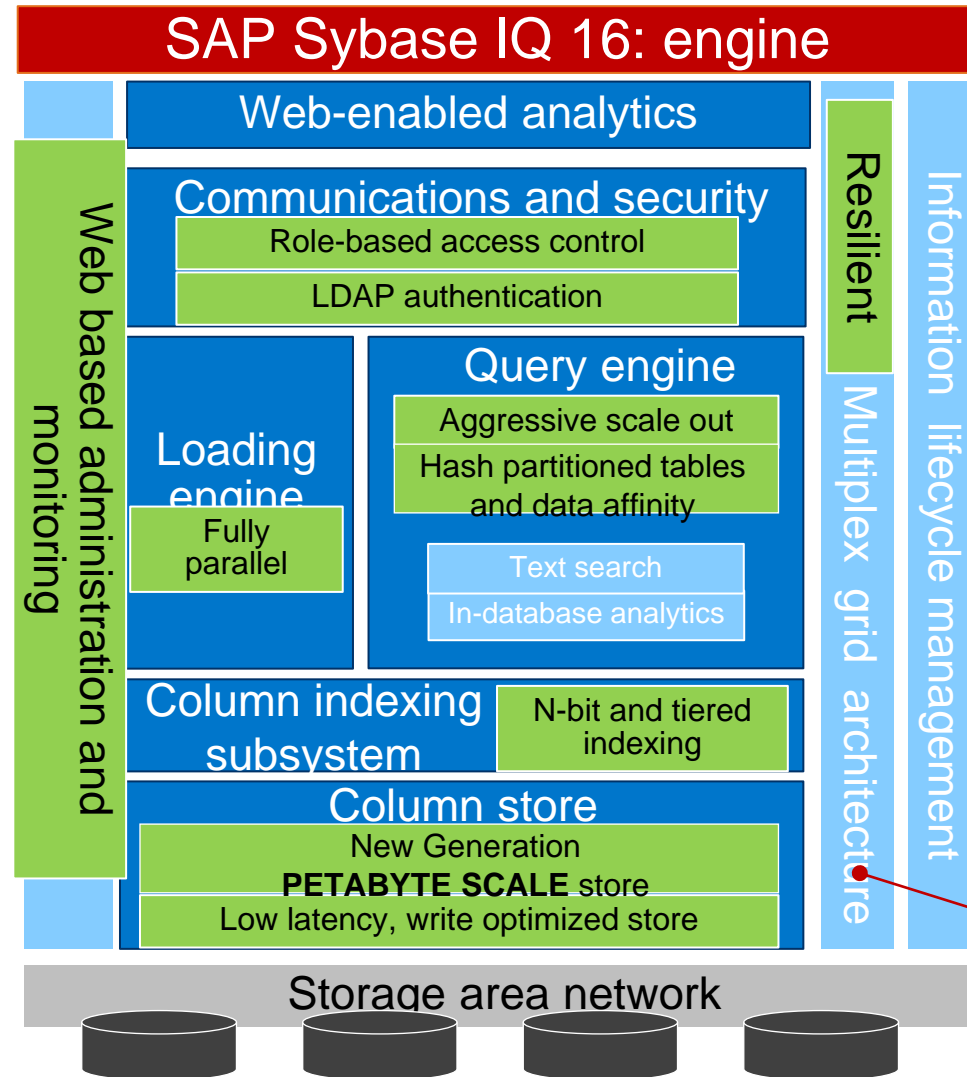 SAP Sybase IQ 16: engine
Web-enabled analytics
Communications and security
Role-based access control
LDAP authentication
Web based administration and
monitoring
Loading
engine
Fully
parallel
Query engine
Aggressive scale out
Hash partitioned tables
and data affinity
Text search
In-database analytics
Column indexing
subsystem
N-bit and tiered
indexing
Column store
New Generation
PETABYTE SCALE store
Low latency, write optimized store
Resilient
Multiplex grid architecture
Information lifecycle management
Storage area network